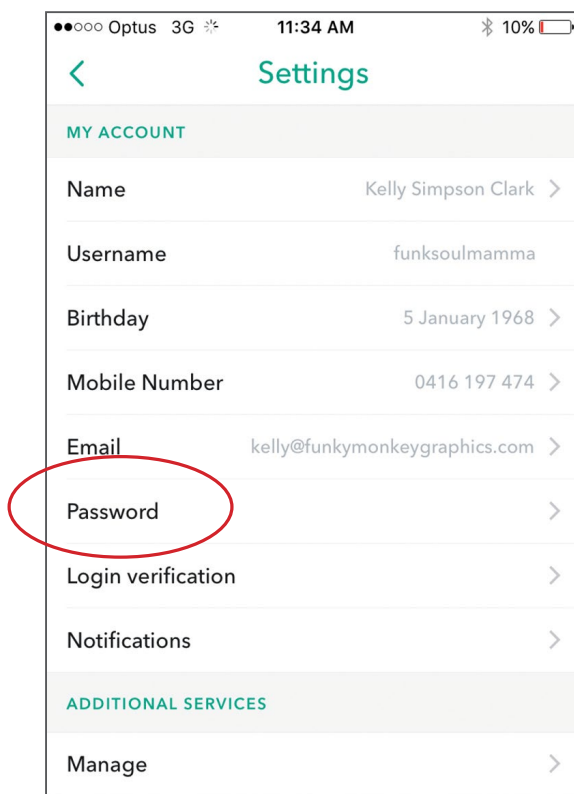 Optus 3G 11:34 AM 10%
Settings
MY ACCOUNT
Name Kelly Simpson Clark
Username funksoulmamma
Birthday 5 January 1968
Mobile Number 0416 197 474
Email kelly@funkymonkeygraphics.com
Password
Login verification
Notifications
ADDITIONAL SERVICES
Manage